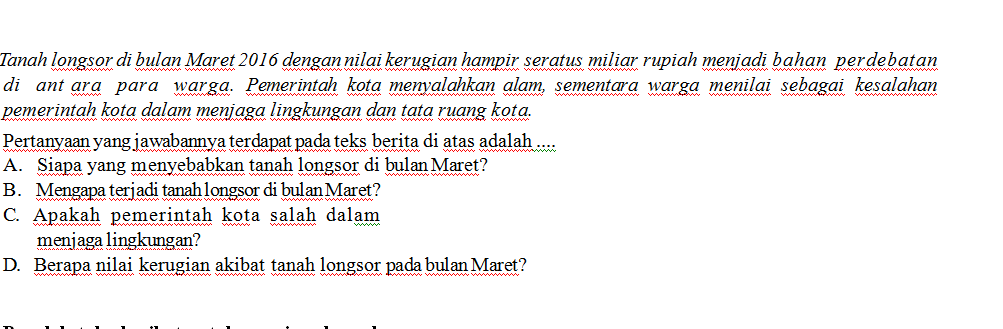 Tanah longsor di bulan Maret 2016 dengan nilai kerugian hampir seratus miliar rupiah menjadi bahan perdebatan
di ant ara para warga. Pemerintah kota menyalahkan alam, sementara warga menilai sebagai kesalahan
pemerintah kota dalam menjaga lingkungan dan tata ruang kota.
Pertanyaan yang jawabannya terdapat pada teks berita di atas adalah ....
A. Siapa yang menyebabkan tanah longsor di bulan Maret?
B. Mengapa terjadi tanah longsor di bulan Maret?
C. Apakah pemerintah kota salah dalam
menjaga lingkungan?
D. Berapa nilai kerugian akibat tanah longsor pada bulan Maret?